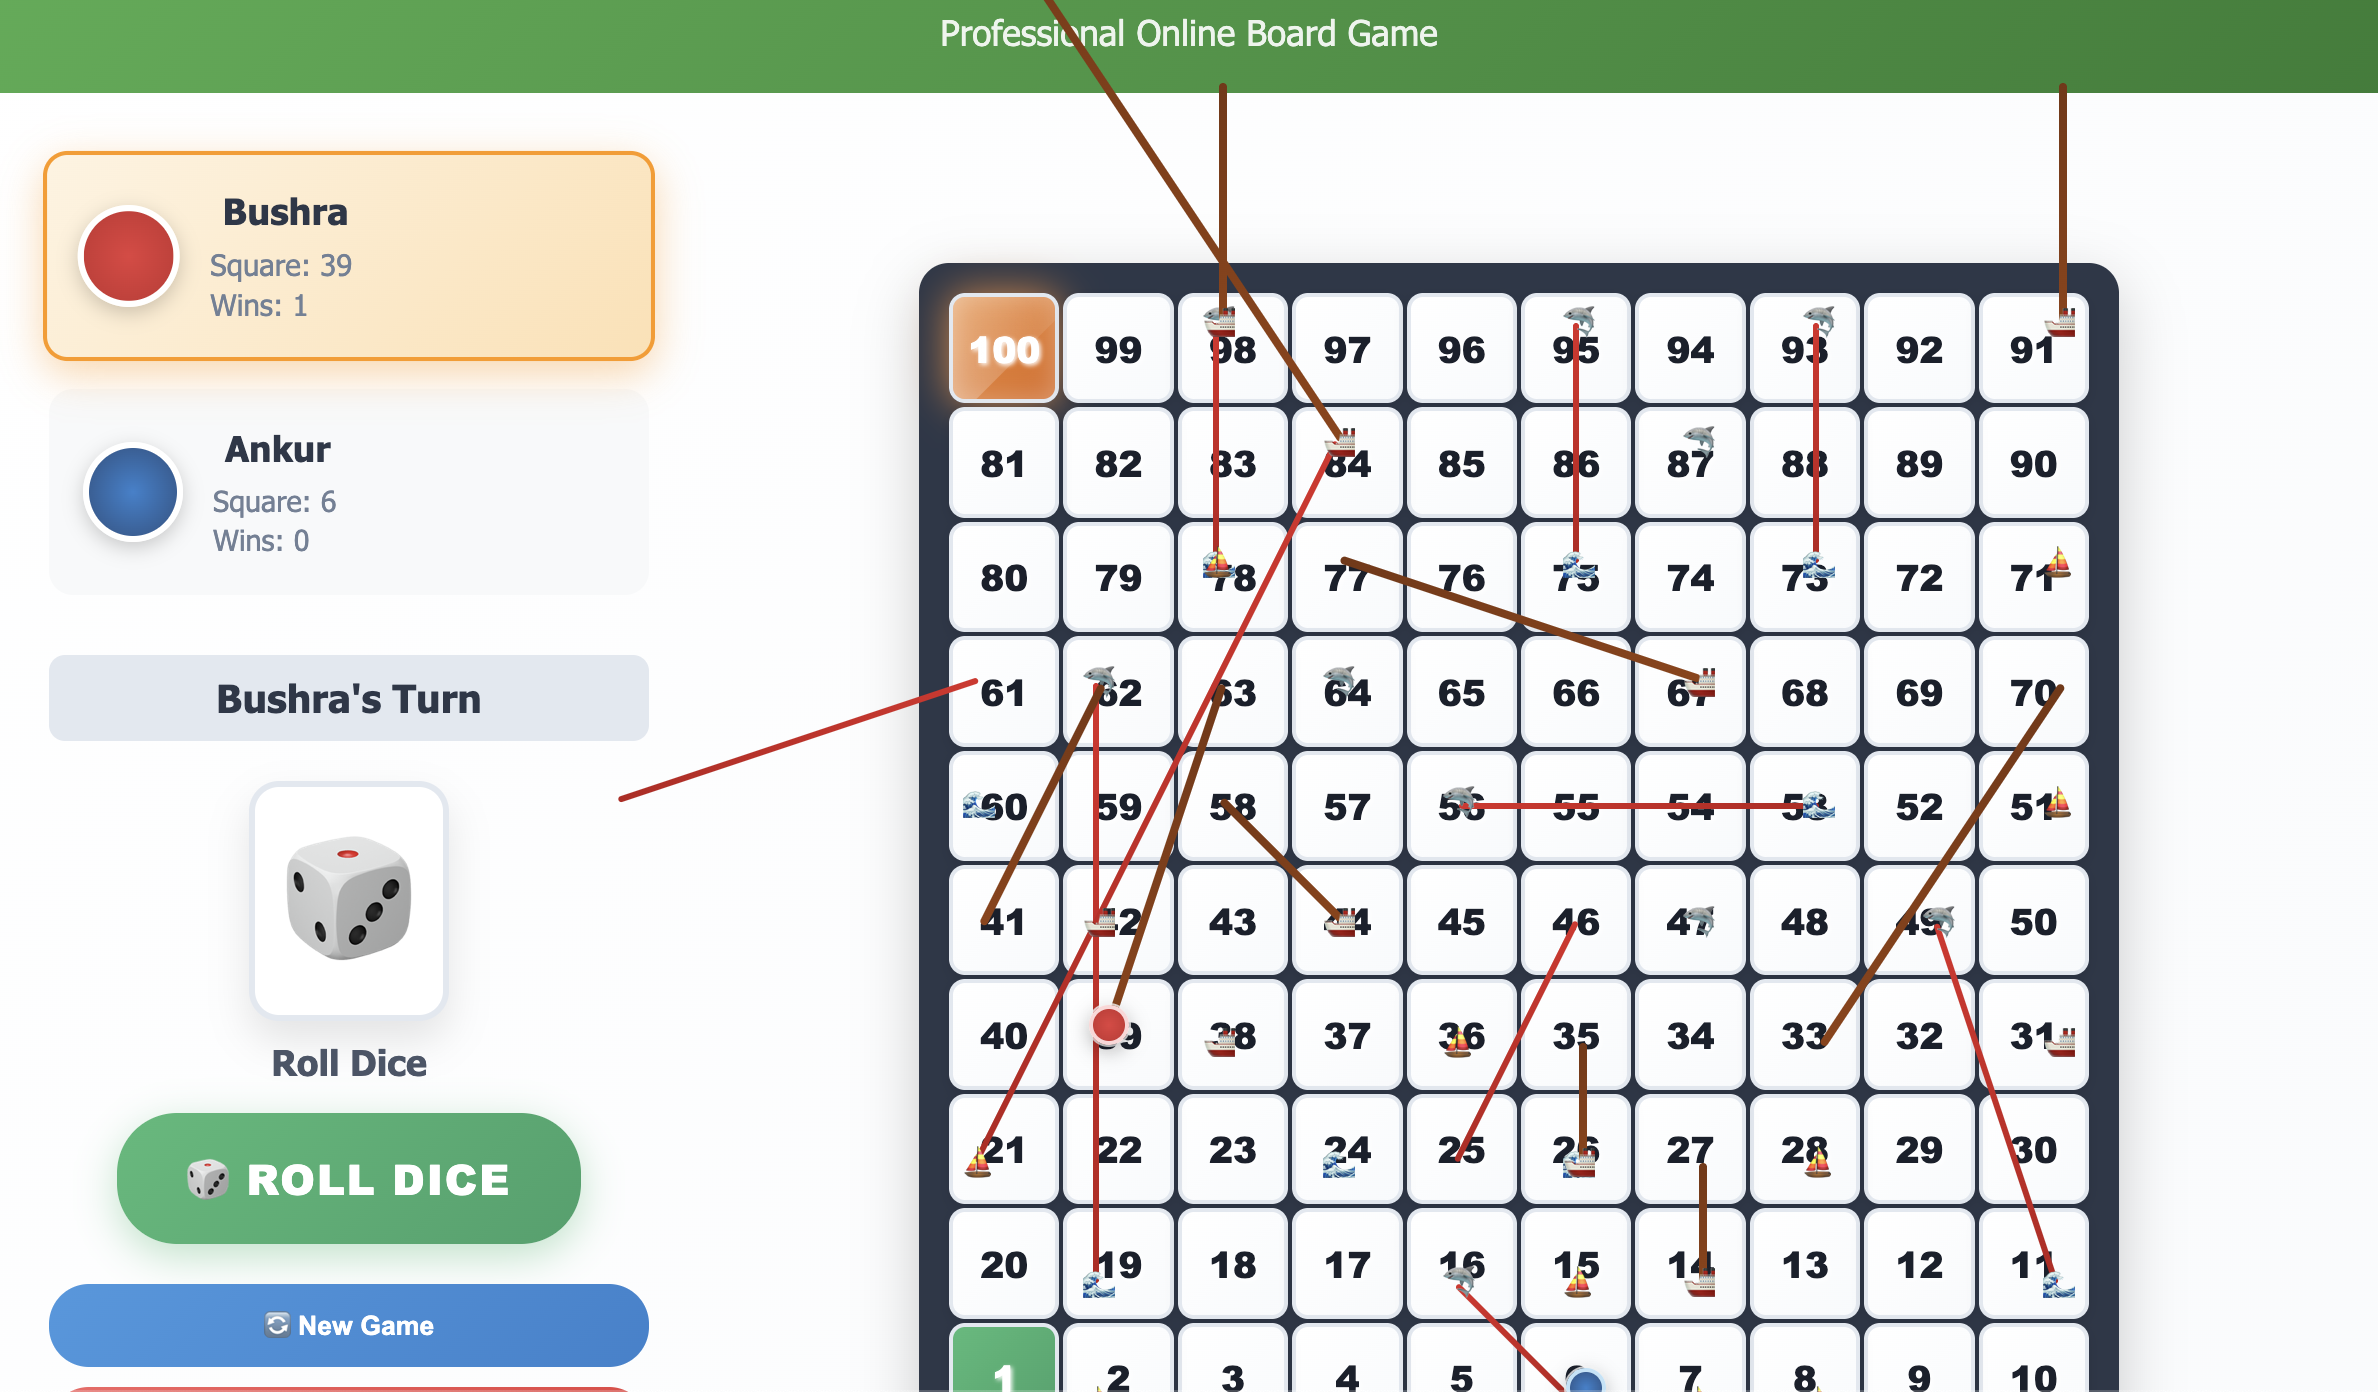 Professional Online Board Game
Bushra
Square: 39
Wins: 1
Ankur
Square: 6
Wins: 0
Bushra's Turn
Roll Dice
ROLL DICE
New Game
100 99 98 97 96 95 94 93 92 91
81 82 83 84 85 86 87 88 89 90
80 79 78 77 76 75 74 73 72 71
61 62 63 64 65 66 67 68 69 70
60 59 58 57 56 55 54 53 52 51
41 42 43 44 45 46 47 48 49 50
40 39 38 37 36 35 34 33 32 31
21 22 23 24 25 26 27 28 29 30
20 19 18 17 16 15 14 13 12 11
1 2 3 4 5 7 8 9 10